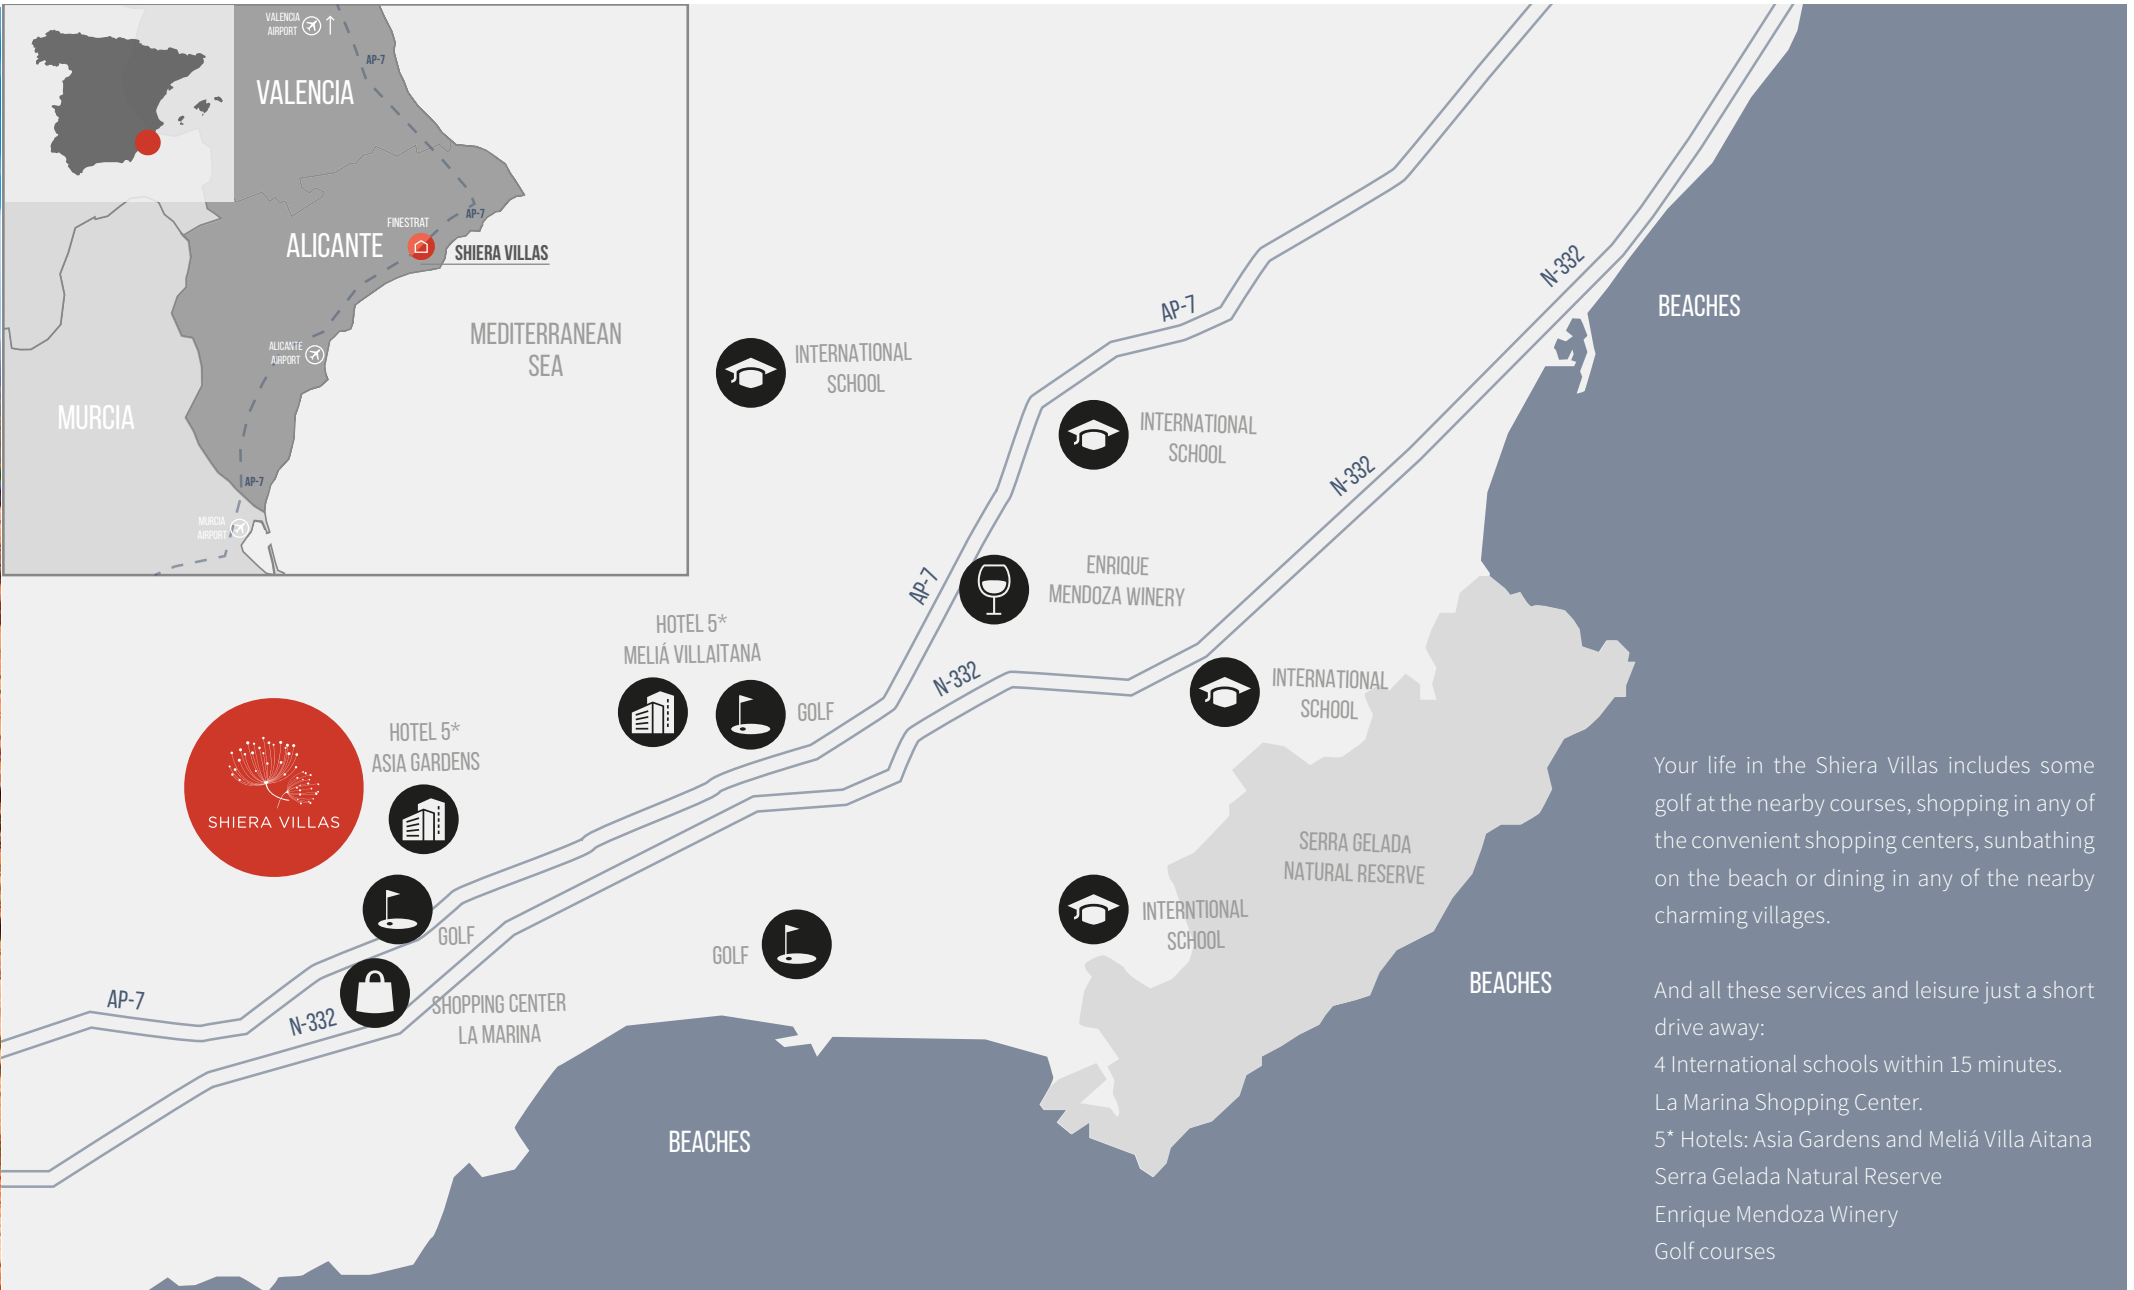 VALENCIA
AIRPORT
AP-7
VALENCIA
FINESTRAT
AP-7
ALICANTE
SHIERA VILLAS
MEDITERRANEAN
SEA
ALICANTE
AIRPORT
MURCIA
AP-7
MURCIA
AIRPORT
N-332
BEACHES
AP-7
INTERNATIONAL
SCHOOL
INTERNATIONAL
SCHOOL
N-332
ENRIQUE
MENDOZA WINERY
AP-7
HOTEL 5*
MELIÁ VILLAITANA
N-332
INTERNATIONAL
SCHOOL
GOLF
HOTEL 5*
ASIA GARDENS
SHIERA VILLAS
SERRA GELADA
NATURAL RESERVE
INTERNTIONAL
SCHOOL
GOLF
GOLF
BEACHES
AP-7
N-332
SHOPPING CENTER
LA MARINA
BEACHES
Your life in the Shiera Villas includes some
golf at the nearby courses, shopping in any of
the convenient shopping centers, sunbathing
on the beach or dining in any of the nearby
charming villages.
And all these services and leisure just a short
drive away:
4 International schools within 15 minutes.
La Marina Shopping Center.
5* Hotels: Asia Gardens and Meliá Villa Aitana
Serra Gelada Natural Reserve
Enrique Mendoza Winery
Golf courses